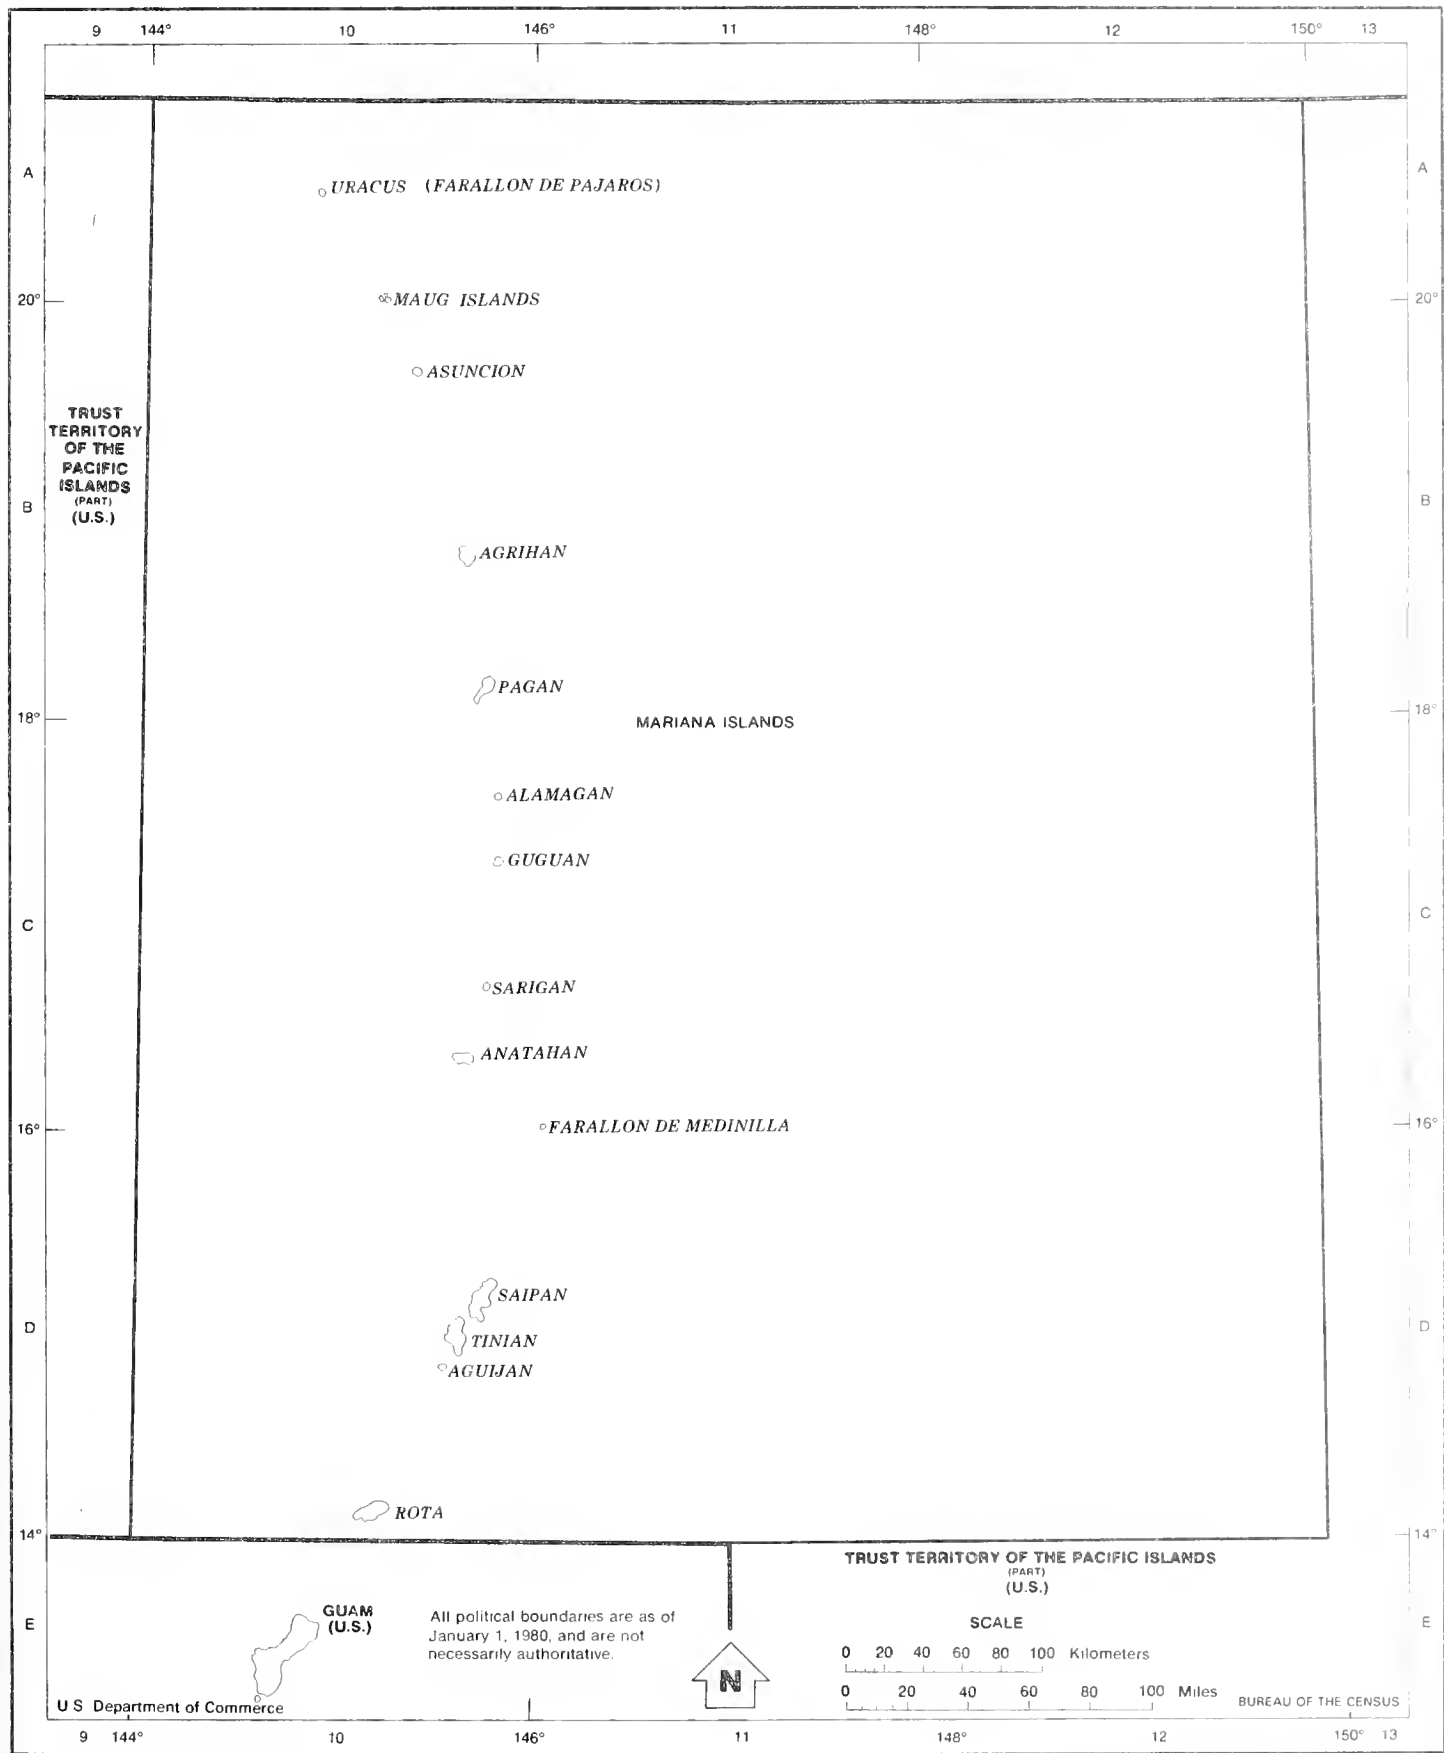 9 144° 10 146° 11 148° 12 150° 13
A A
URACUS (FARALLON DE PAJAROS)
20° MAUG ISLANDS 20°
ASUNCION
TRUST
TERRITORY
OF THE
PACIFIC
ISLANDS
(PART)
(U.S.)
B B
AGRIHAN
PAGAN
18° 18°
MARIANA ISLANDS
ALAMAGAN
GUGUAN
C C
SARIGAN
ANATAHAN
16° FARALLON DE MEDINILLA 16°
SAIPAN
D D
TINIAN
AGUIJAN
ROTA
14° 14°
TRUST TERRITORY OF THE PACIFIC ISLANDS
(PART)
(U.S.)
GUAM
(U.S.)
E E
All political boundaries are as of
January 1, 1980, and are not
necessarily authoritative.
N
SCALE
0 20 40 60 80 100 Kilometers
0 20 40 60 80 100 Miles
U S Department of Commerce
BUREAU OF THE CENSUS
9 144° 10 146° 11 148° 12 150° 13